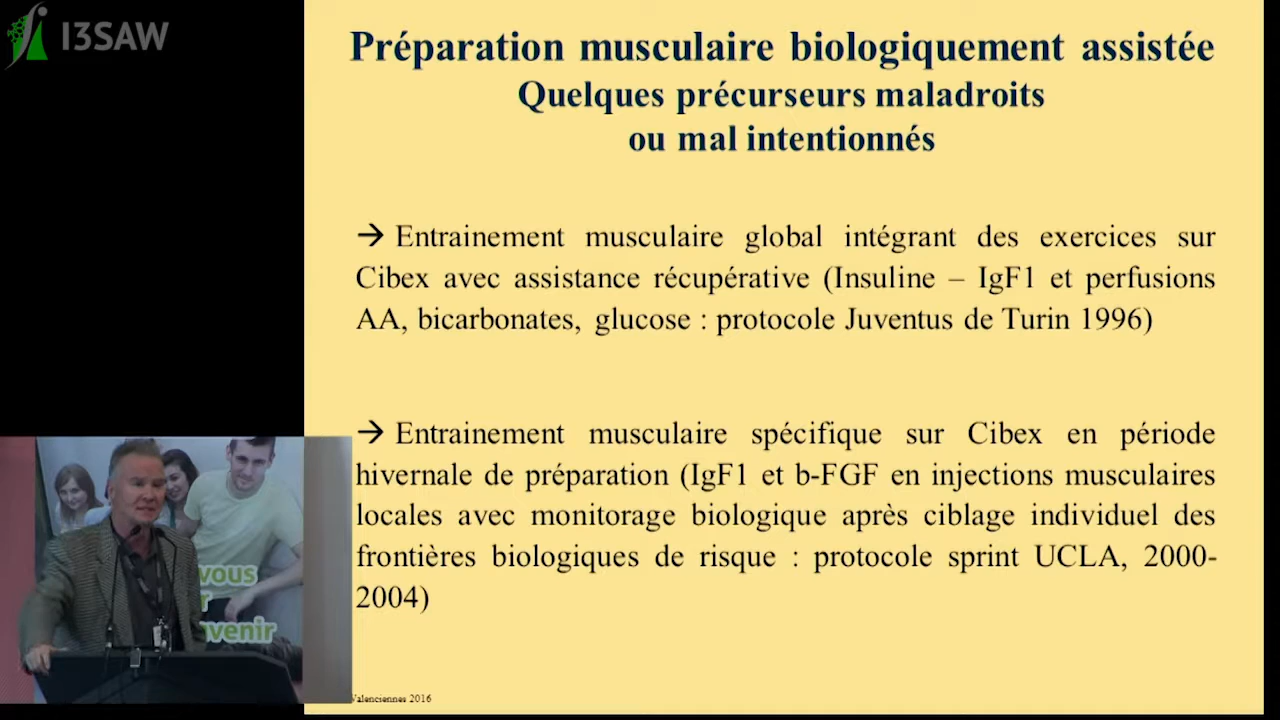 I3SAW
Préparation musculaire biologiquement assistée
Quelques précurseurs maladroits
ou mal intentionnés
→ Entrainement musculaire global intégrant des exercices sur
Cibex avec assistance récupérative (Insuline – IgF1 et perfusions
AA, bicarbonates, glucose : protocole Juventus de Turin 1996)
→ Entrainement musculaire spécifique sur Cibex en période
hivernale de préparation (IgF1 et b-FGF en injections musculaires
locales avec monitorage biologique après ciblage individuel des
frontières biologiques de risque : protocole sprint UCLA, 2000-
2004)
vous
Valenciennes 2016